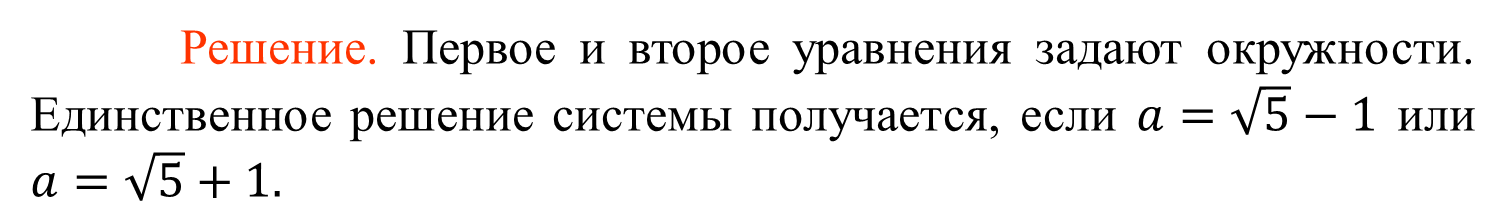 Решение. Первое и второе уравнения задают окружности.
Единственное решение системы получается, если a = √5 − 1 или
a = √5 + 1.